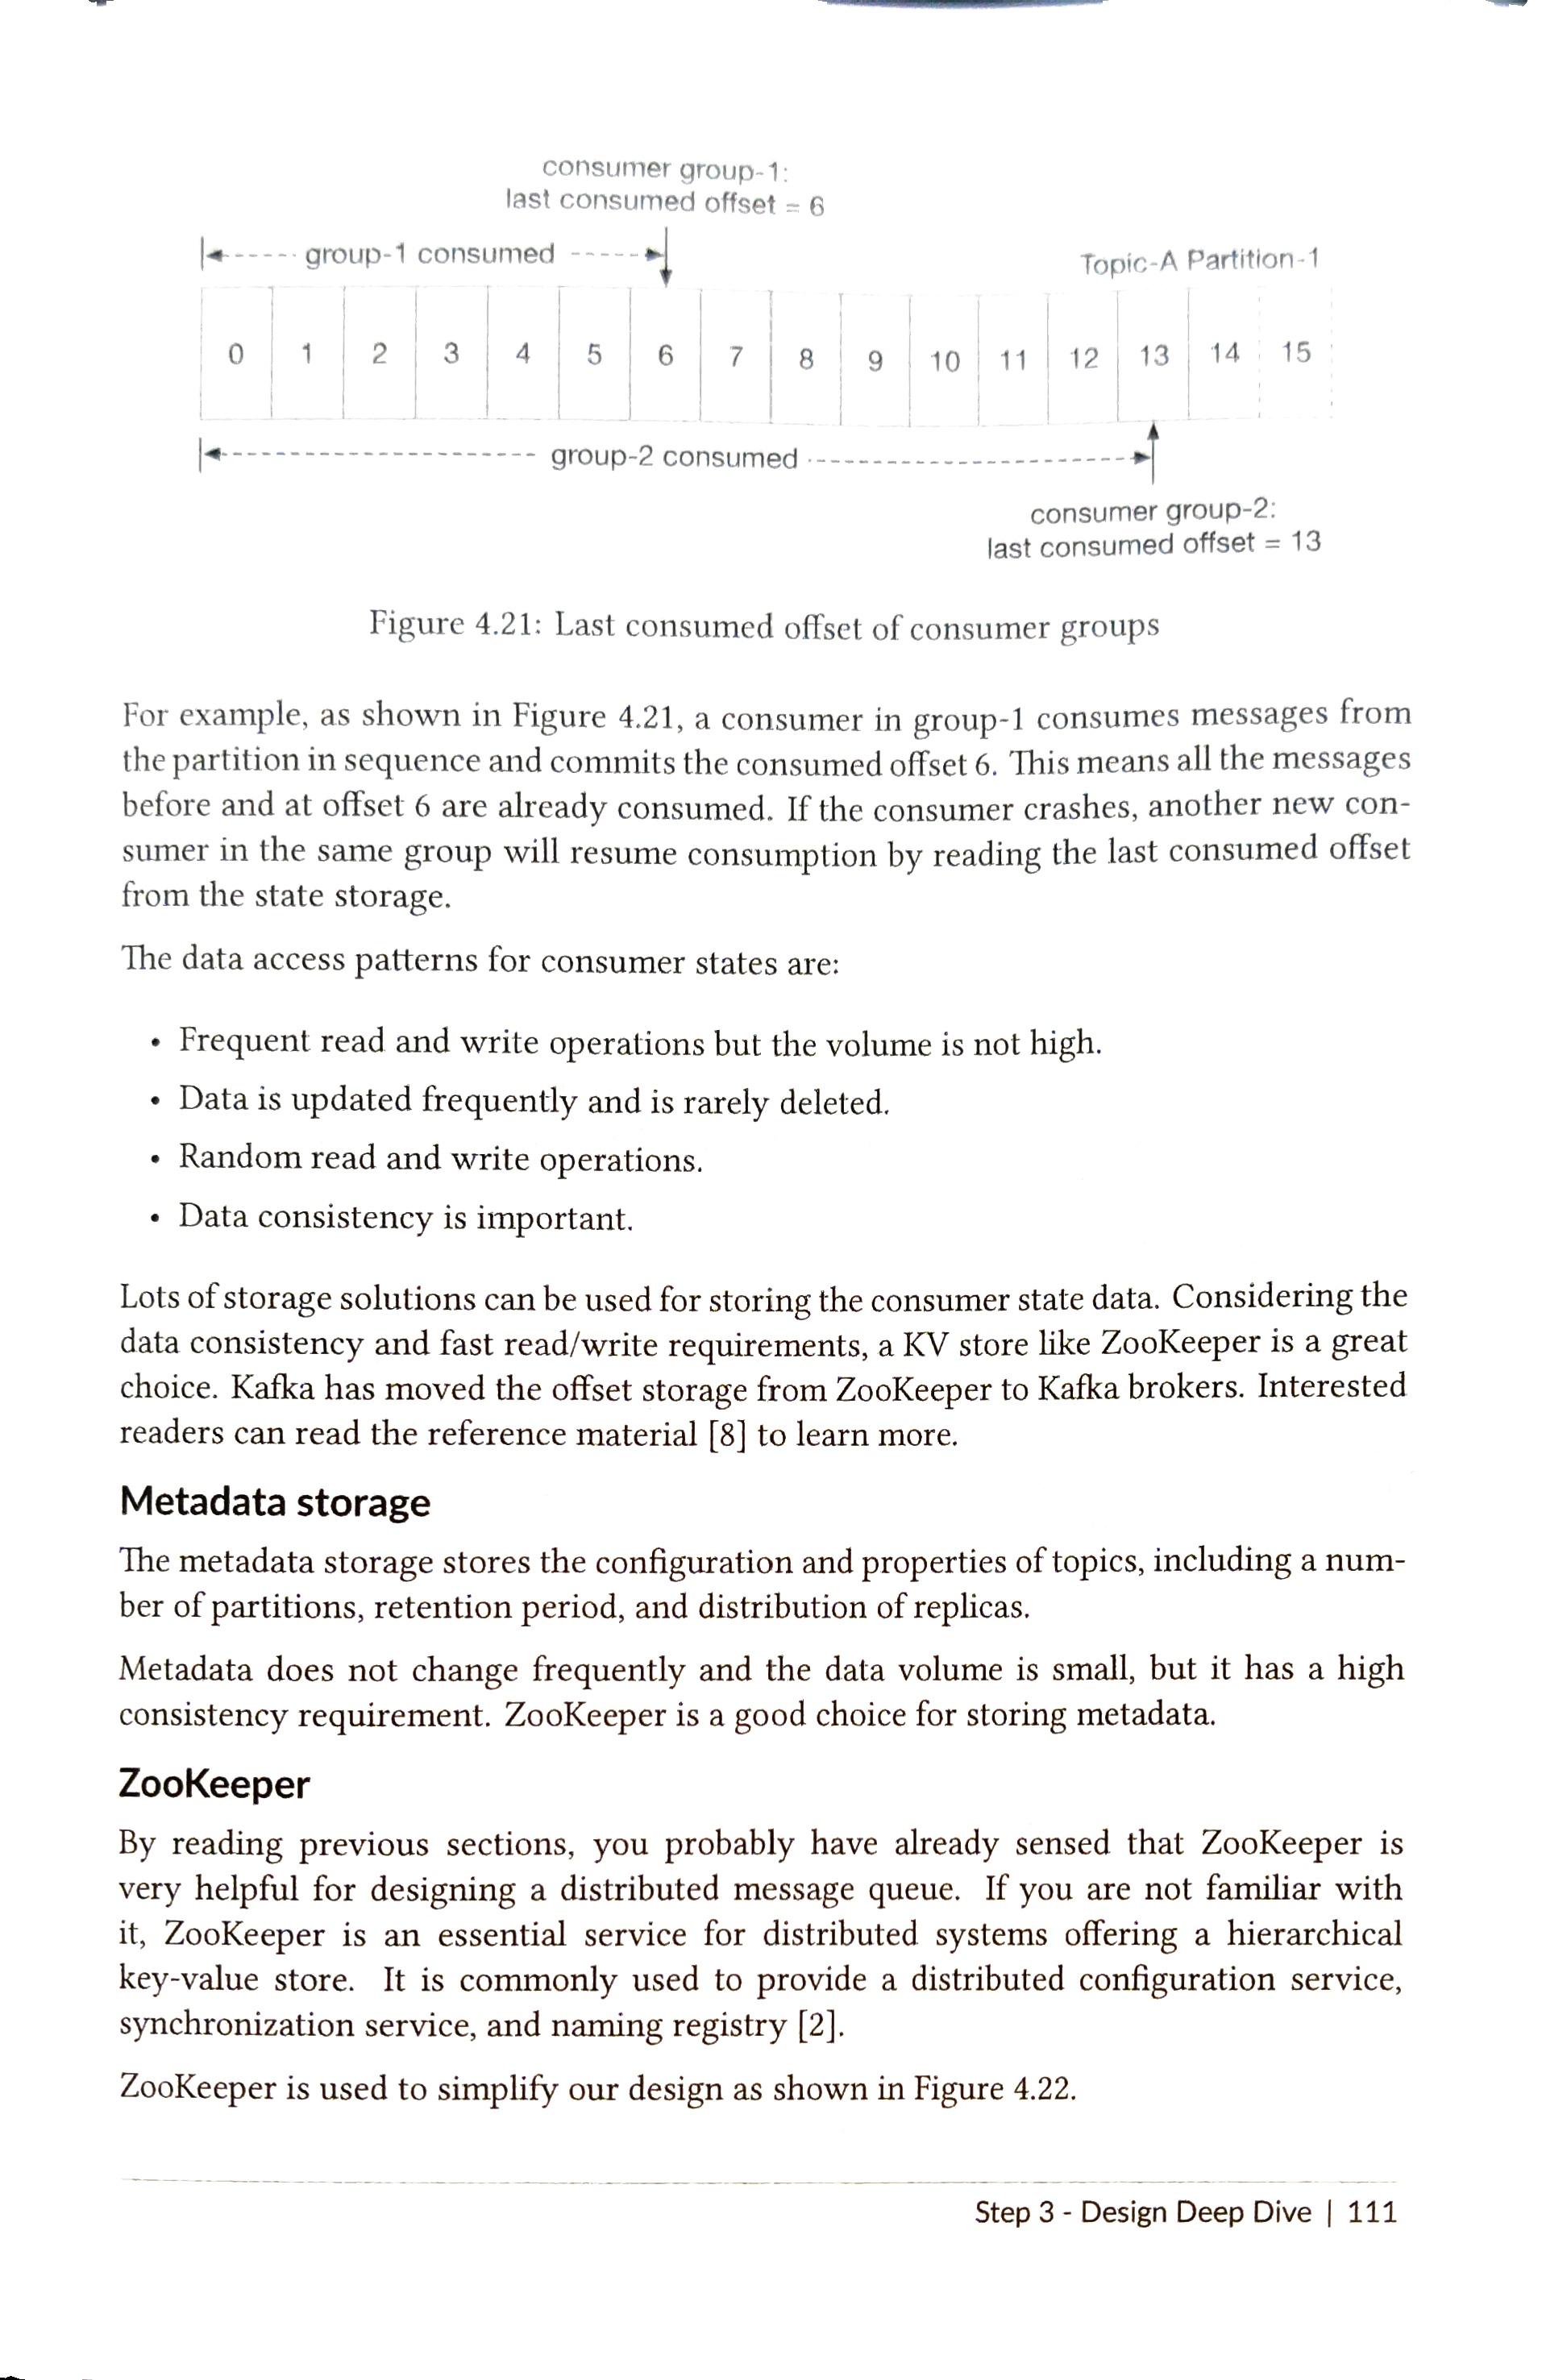 consumer group-1:
last consumed offset = 6
group-1 consumed
Topic-A Partition-1
0 1 2 3 4 5 6 7 8 9 10 11 12 13 14 15
group-2 consumed
consumer group-2:
last consumed offset = 13
Figure 4.21: Last consumed offset of consumer groups
For example, as shown in Figure 4.21, a consumer in group-1 consumes messages from
the partition in sequence and commits the consumed offset 6. This means all the messages
before and at offset 6 are already consumed. If the consumer crashes, another new con-
sumer in the same group will resume consumption by reading the last consumed offset
from the state storage.
The data access patterns for consumer states are:
• Frequent read and write operations but the volume is not high.
• Data is updated frequently and is rarely deleted.
• Random read and write operations.
• Data consistency is important.
Lots of storage solutions can be used for storing the consumer state data. Considering the
data consistency and fast read/write requirements, a KV store like ZooKeeper is a great
choice. Kafka has moved the offset storage from ZooKeeper to Kafka brokers. Interested
readers can read the reference material [8] to learn more.
Metadata storage
The metadata storage stores the configuration and properties of topics, including a num-
ber of partitions, retention period, and distribution of replicas.
Metadata does not change frequently and the data volume is small, but it has a high
consistency requirement. ZooKeeper is a good choice for storing metadata.
ZooKeeper
By reading previous sections, you probably have already sensed that ZooKeeper is
very helpful for designing a distributed message queue. If you are not familiar with
it, ZooKeeper is an essential service for distributed systems offering a hierarchical
key-value store. It is commonly used to provide a distributed configuration service,
synchronization service, and naming registry [2].
ZooKeeper is used to simplify our design as shown in Figure 4.22.
Step 3 - Design Deep Dive | 111